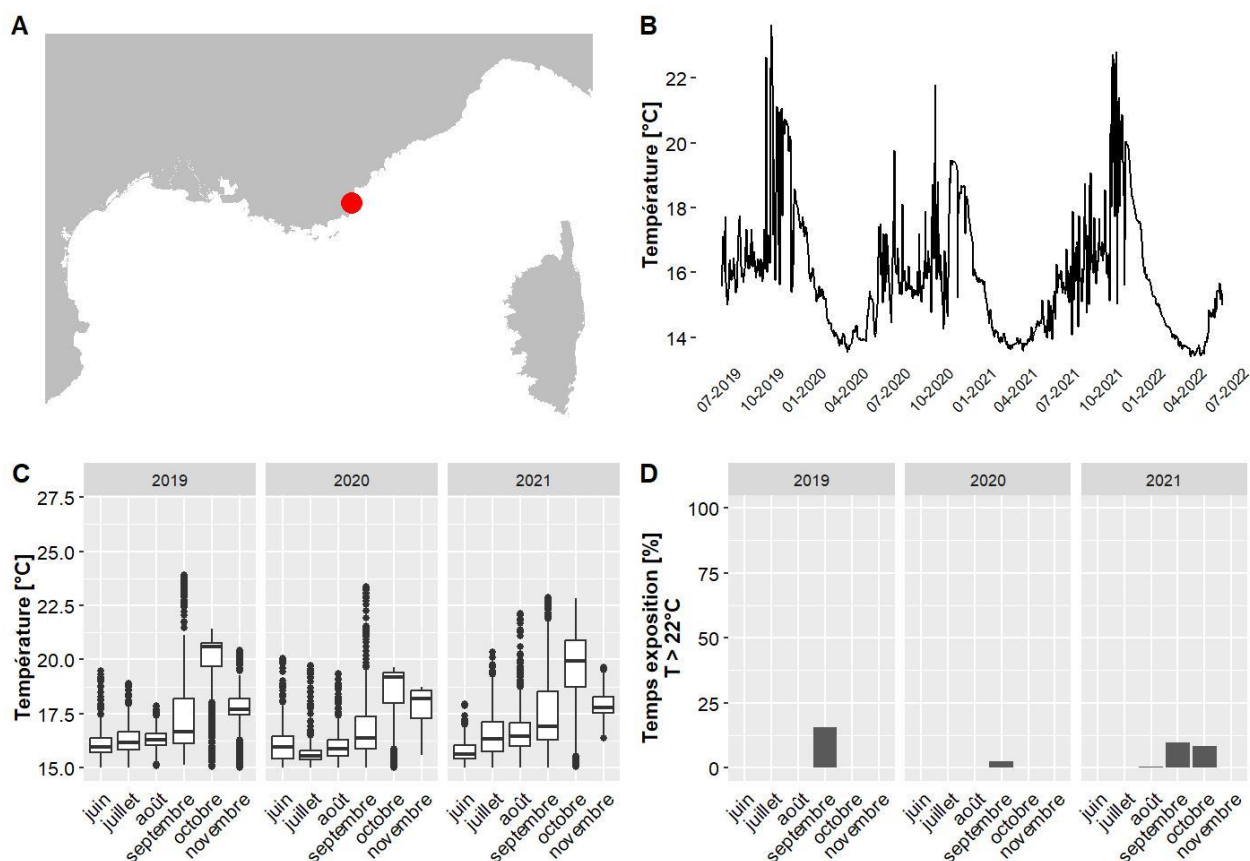 A
B
Température [°C]
22
20
18
16
14
07-2019
10-2019
01-2020
04-2020
07-2020
10-2020
01-2021
04-2021
07-2021
10-2021
01-2022
04-2022
07-2022
C
2019
2020
2021
Température [°C]
27.5
25.0
22.5
20.0
17.5
15.0
juin
juillet
août
septembre
octobre
novembre
juin
juillet
août
septembre
octobre
novembre
juin
juillet
août
septembre
octobre
novembre
D
2019
2020
2021
Temps exposition [%]
T > 22°C
100
75
50
25
0
juin
juillet
août
septembre
octobre
novembre
juin
juillet
août
septembre
octobre
novembre
juin
juillet
août
septembre
octobre
novembre